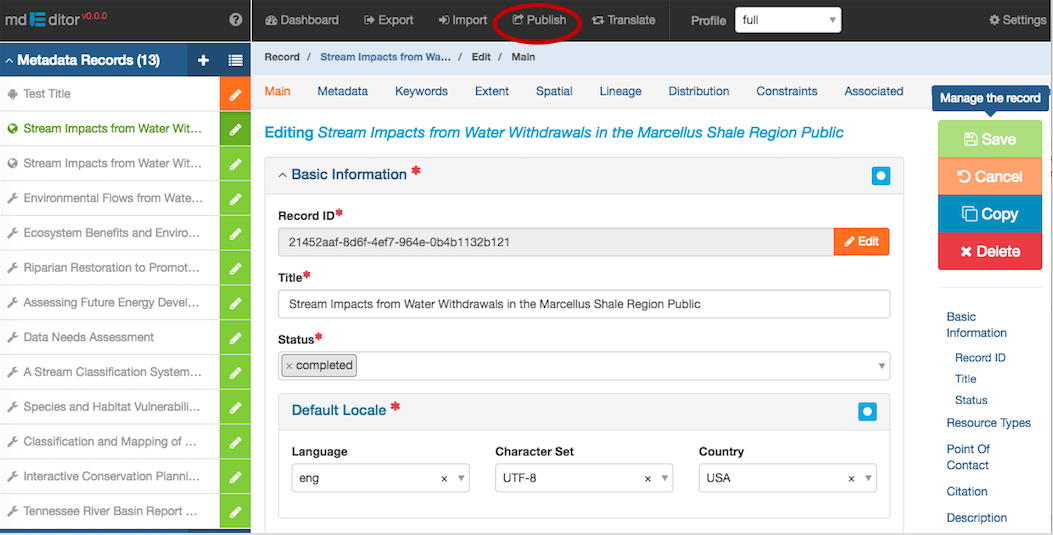 mdEditor v0.0.0
Dashboard Export Import Publish Translate Profile full Settings
Metadata Records (13)
Test Title
Stream Impacts from Water Wit...
Stream Impacts from Water Wit...
Environmental Flows from Wate...
Ecosystem Benefits and Enviro...
Riparian Restoration to Promot...
Assessing Future Energy Devel...
Data Needs Assessment
A Stream Classification System...
Species and Habitat Vulnerabili...
Classification and Mapping of ...
Interactive Conservation Planni...
Tennessee River Basin Report ...
Record / Stream Impacts from Wa... / Edit / Main
Main Metadata Keywords Extent Spatial Lineage Distribution Constraints Associated
Editing Stream Impacts from Water Withdrawals in the Marcellus Shale Region Public
Basic Information *
Record ID*
21452aaf-8d6f-4ef7-964e-0b4b1132b121
Edit
Title*
Stream Impacts from Water Withdrawals in the Marcellus Shale Region Public
Status*
× completed
Default Locale *
Language Character Set Country
eng × UTF-8 × USA ×
Manage the record
Save
Cancel
Copy
Delete
Basic
Information
Record ID
Title
Status
Resource Types
Point Of
Contact
Citation
Description